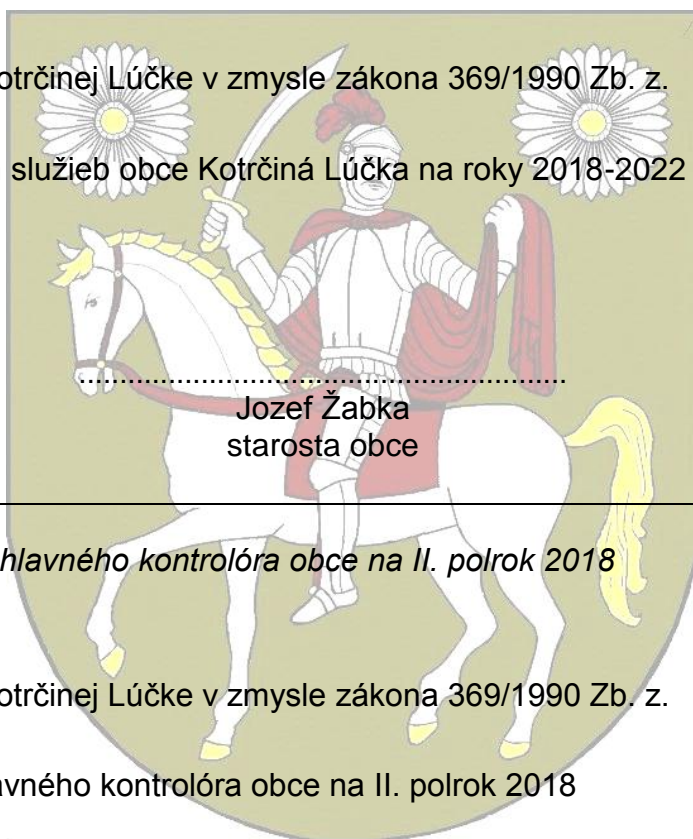 otrčinej Lúčke v zmysle zákona 369/1990 Zb. z.
služieb obce Kotrčiná Lúčka na roky 2018-2022
............................................................
Jozef Žabka
starosta obce
hlavného kontrolóra obce na II. polrok 2018
otrčinej Lúčke v zmysle zákona 369/1990 Zb. z.
avného kontrolóra obce na II. polrok 2018